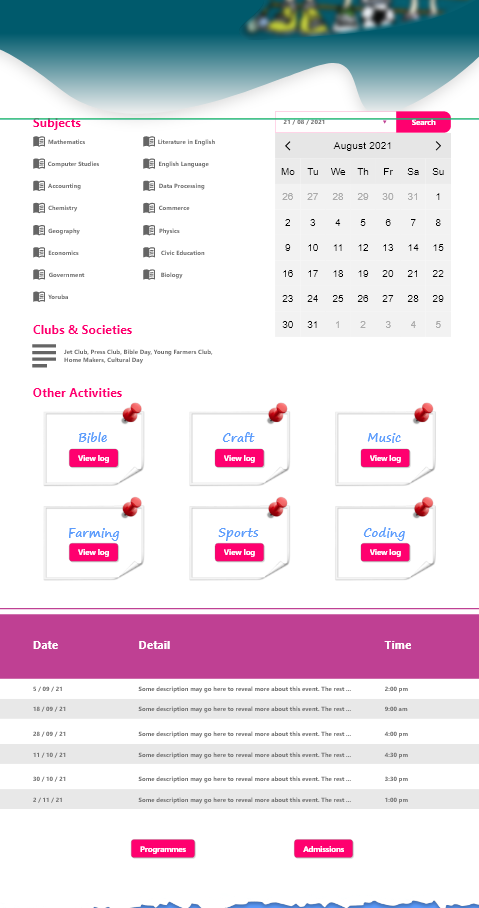 Subjects
Mathematics
Literature in English
Computer Studies
English Language
Accounting
Data Processing
Chemistry
Commerce
Geography
Physics
Economics
Civic Education
Government
Biology
Yoruba
21 / 08 / 2021
Search
August 2021
Mo Tu We Th Fr Sa Su
26 27 28 29 30 31 1
2 3 4 5 6 7 8
9 10 11 12 13 14 15
16 17 18 19 20 21 22
23 24 25 26 27 28 29
30 31 1 2 3 4 5
Clubs & Societies
Jet Club, Press Club, Bible Day, Young Farmers Club,
Home Makers, Cultural Day
Other Activities
Bible
View log
Craft
View log
Music
View log
Farming
View log
Sports
View log
Coding
View log
Date Detail Time
5 / 09 / 21 Some description may go here to reveal more about this event. The rest ... 2:00 pm
18 / 09 / 21 Some description may go here to reveal more about this event. The rest ... 9:00 am
28 / 09 / 21 Some description may go here to reveal more about this event. The rest ... 4:00 pm
11 / 10 / 21 Some description may go here to reveal more about this event. The rest ... 4:30 pm
30 / 10 / 21 Some description may go here to reveal more about this event. The rest ... 3:30 pm
2 / 11 / 21 Some description may go here to reveal more about this event. The rest ... 1:00 pm
Programmes
Admissions